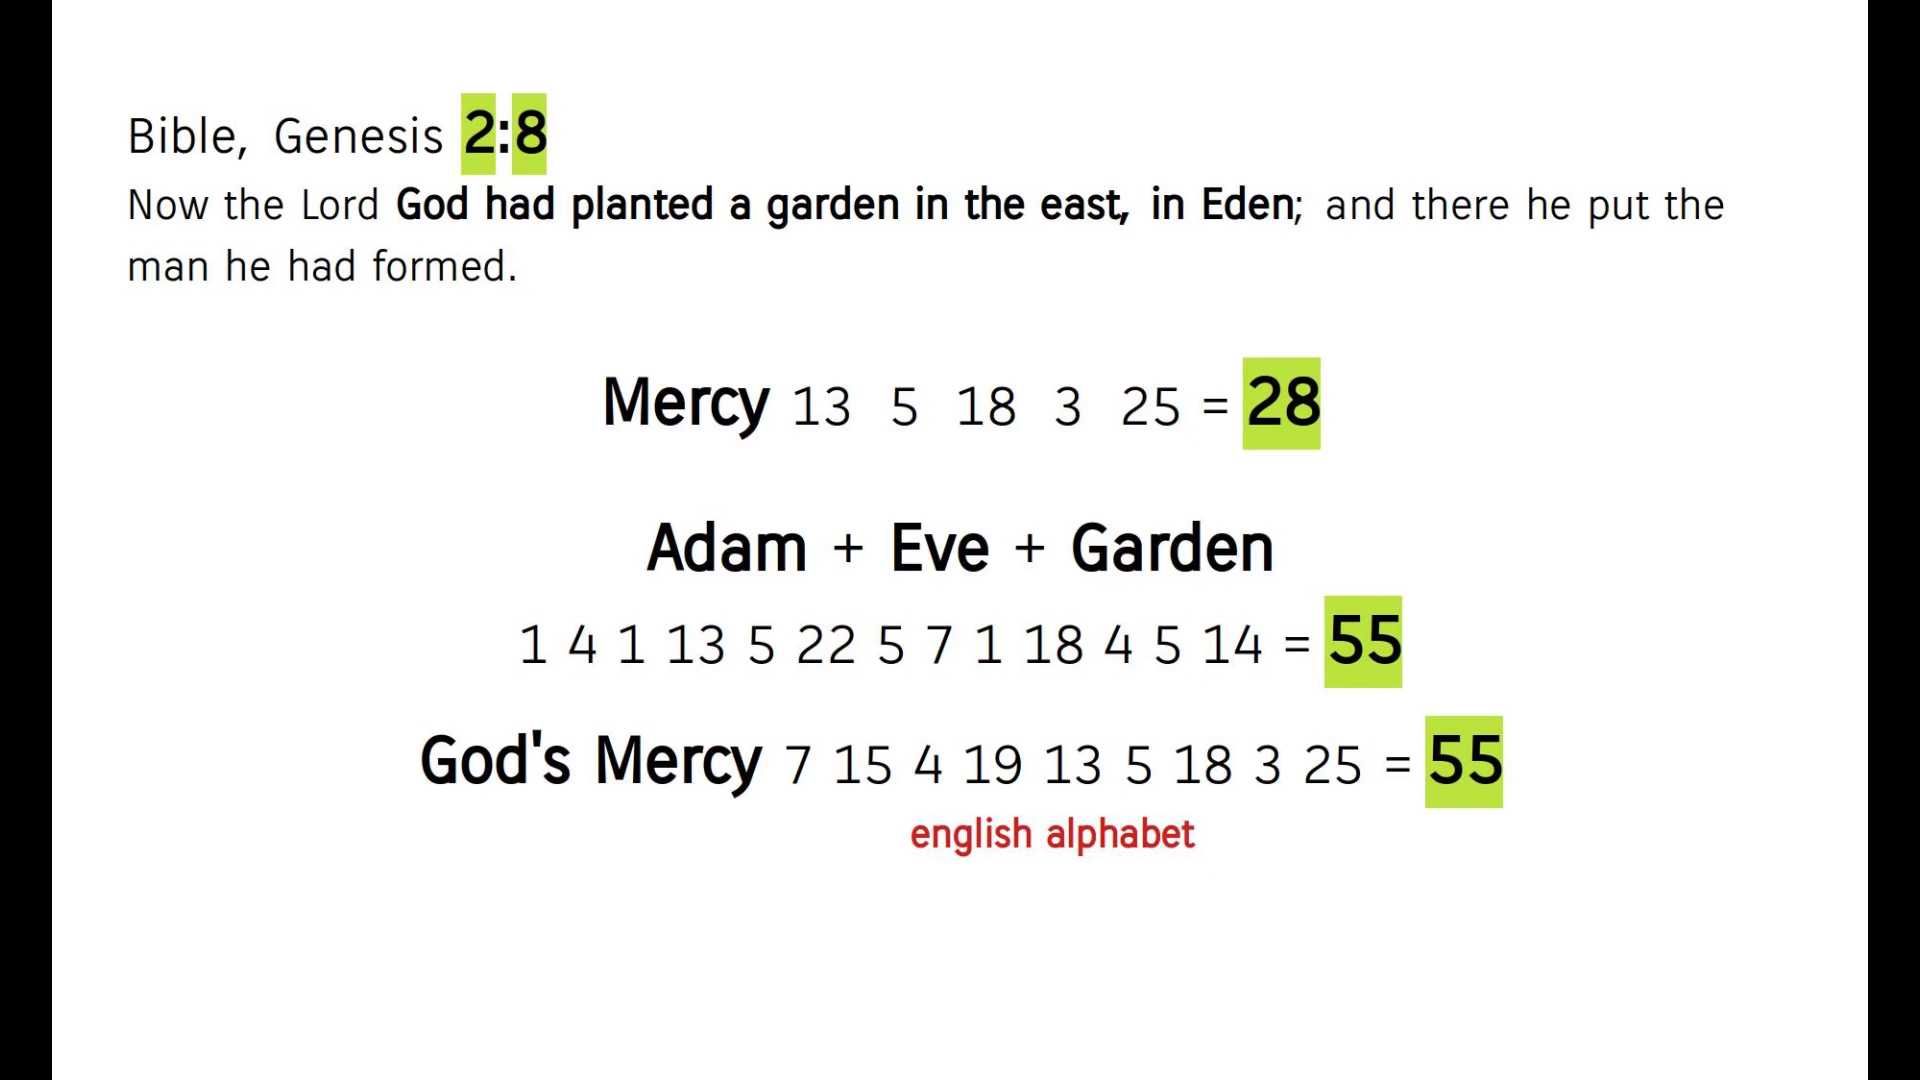 Bible, Genesis 2:8
Now the Lord God had planted a garden in the east, in Eden; and there he put the
man he had formed.
Mercy 13 5 18 3 25 = 28
Adam + Eve + Garden
1 4 1 13 5 22 5 7 1 18 4 5 14 = 55
God's Mercy 7 15 4 19 13 5 18 3 25 = 55
english alphabet